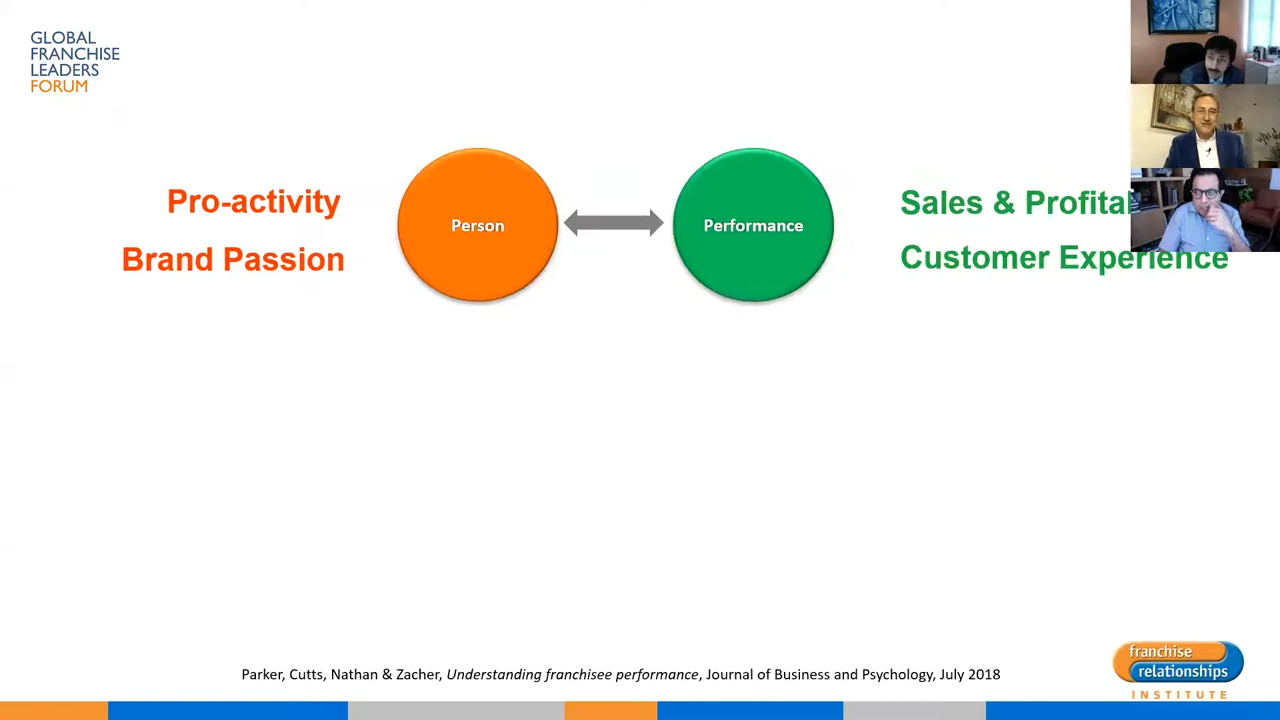 GLOBAL
FRANCHISE
LEADERS
FORUM
Pro-activity
Brand Passion
Person
Performance
Sales &
Customer Experience
Parker, Cutts, Nathan & Zacher, Understanding franchisee performance, Journal of Business and Psychology, July 2018
franchise
relationships
INSTITUTE